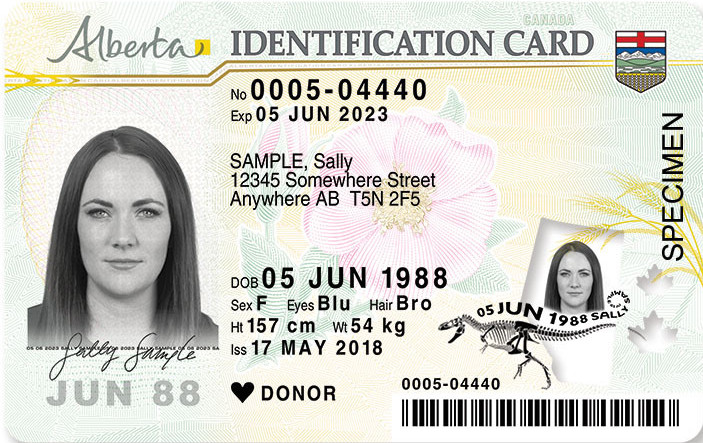 CANADA
Alberta IDENTIFICATION CARD
No 0005-04440
Exp 05 JUN 2023
SAMPLE, Sally
12345 Somewhere Street
Anywhere AB T5N 2F5
SPECIMEN
DOB 05 JUN 1988
Sex F Eyes Blu Hair Bro
Ht 157 cm Wt 54 kg
Iss 17 MAY 2018
05 JUN 1988 SALLY
Sally Sample
JUN 88
DONOR
0005-04440